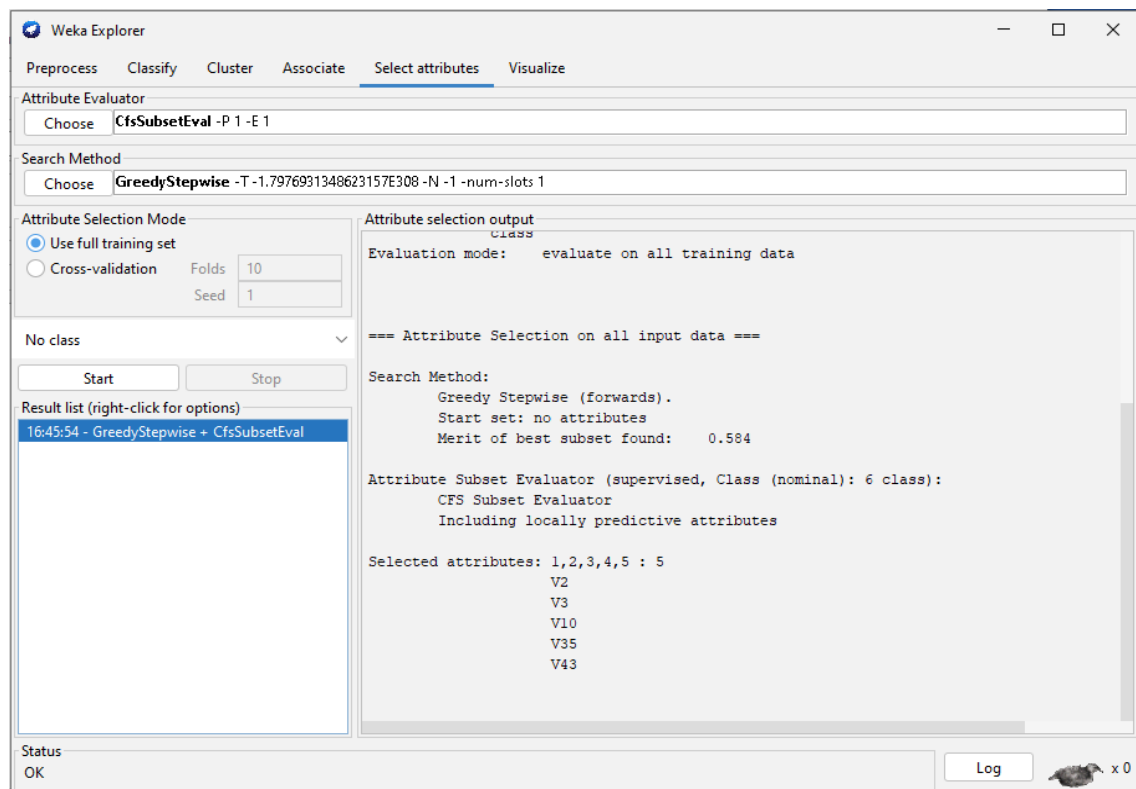 Weka Explorer
Preprocess Classify Cluster Associate Select attributes Visualize
Attribute Evaluator
Choose CfsSubsetEval -P 1 -E 1
Search Method
Choose GreedyStepwise -T -1.7976931348623157E308 -N -1 -num-slots 1
Attribute Selection Mode
Use full training set
Cross-validation Folds 10
Seed 1
No class
Start Stop
Result list (right-click for options)
16:45:54 - GreedyStepwise + CfsSubsetEval
Attribute selection output
class
Evaluation mode: evaluate on all training data
=== Attribute Selection on all input data ===
Search Method:
Greedy Stepwise (forwards).
Start set: no attributes
Merit of best subset found: 0.584
Attribute Subset Evaluator (supervised, Class (nominal): 6 class):
CFS Subset Evaluator
Including locally predictive attributes
Selected attributes: 1,2,3,4,5 : 5
V2
V3
V10
V35
V43
Status
OK
Log x 0